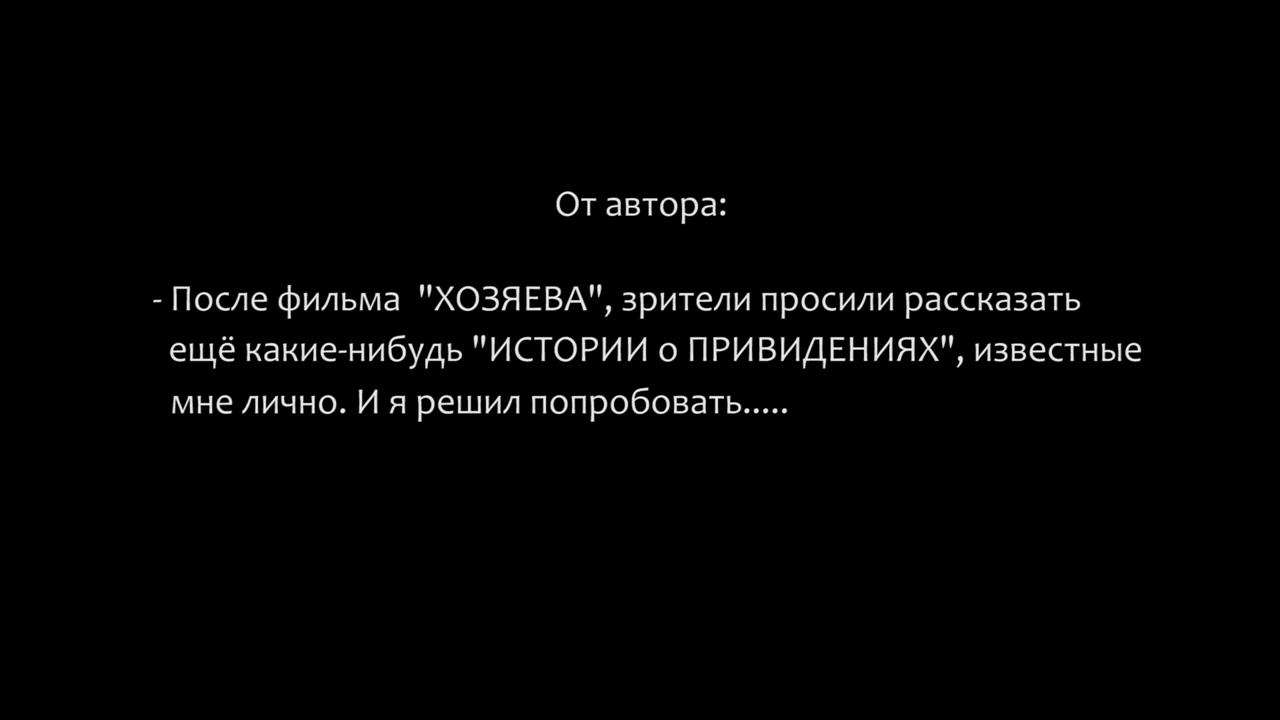 От автора:
- После фильма "ХОЗЯЕВА", зрители просили рассказать
ещё какие-нибудь "ИСТОРИИ о ПРИВИДЕНИЯХ", известные
мне лично. И я решил попробовать.....